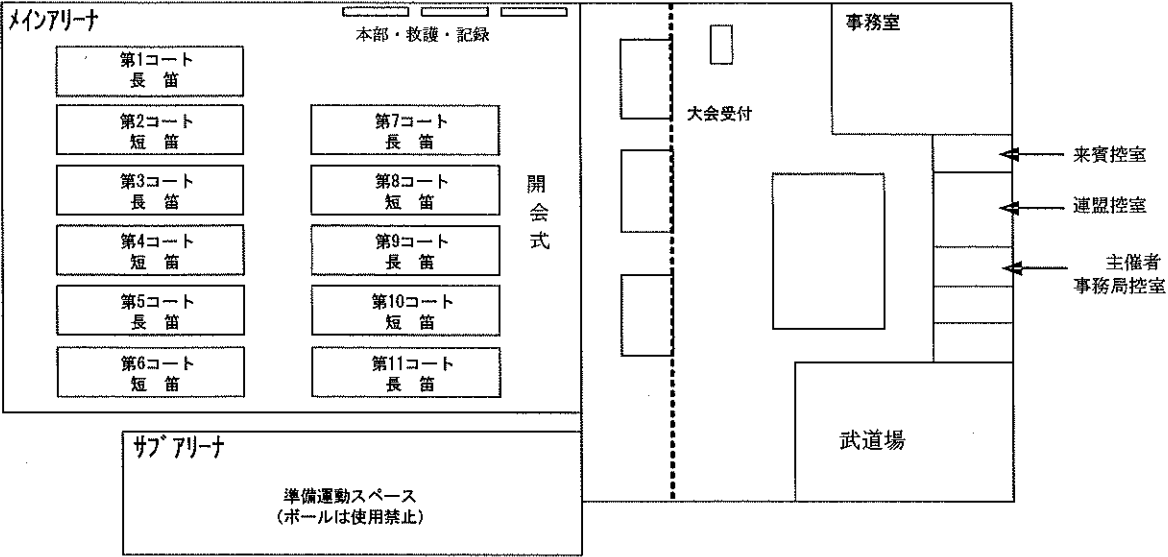 メインアリーナ
本部・救護・記録
第1コート
長 笛
第2コート
短 笛
第3コート
長 笛
第4コート
短 笛
第5コート
長 笛
第6コート
短 笛
第7コート
長 笛
第8コート
短 笛
第9コート
長 笛
第10コート
短 笛
第11コート
長 笛
開会式
事務室
大会受付
来賓控室
連盟控室
主催者
事務局控室
武道場
サブアリーナ
準備運動スペース
(ボールは使用禁止)